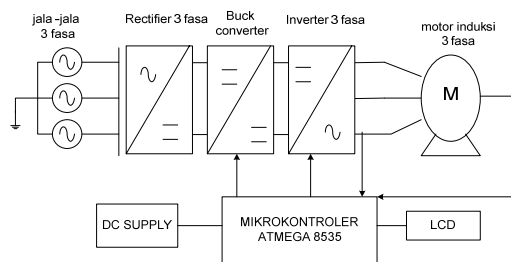 jala-jala
3 fasa
Rectifier 3 fasa
Buck
converter
Inverter 3 fasa
motor induksi
3 fasa
M
DC SUPPLY
MIKROKONTROLER
ATMEGA 8535
LCD